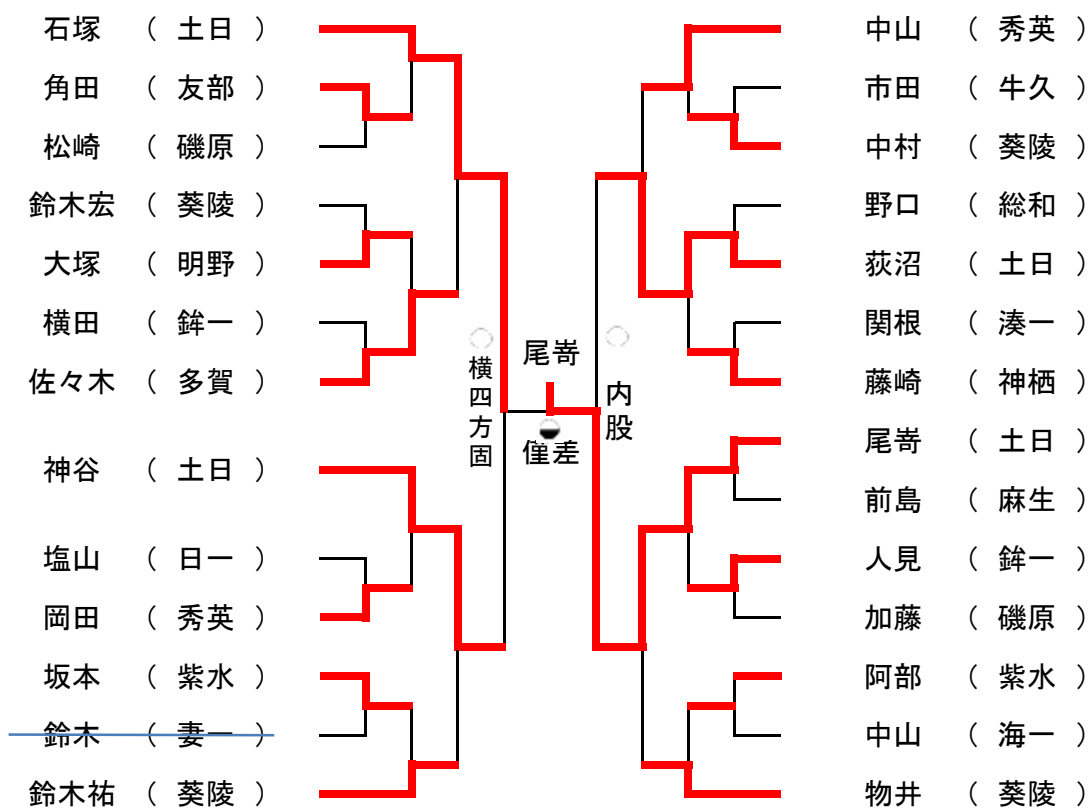 石塚 （ 土日 ）
角田 （ 友部 ）
松崎 （ 磯原 ）
鈴木宏 （ 葵陵 ）
大塚 （ 明野 ）
横田 （ 鉾一 ）
佐々木 （ 多賀 ）
神谷 （ 土日 ）
塩山 （ 日一 ）
岡田 （ 秀英 ）
坂本 （ 紫水 ）
鈴木 （ 妻一 ）
鈴木祐 （ 葵陵 ）
横四方固
尾嵜
僅差
内股
中山 （ 秀英 ）
市田 （ 牛久 ）
中村 （ 葵陵 ）
野口 （ 総和 ）
荻沼 （ 土日 ）
関根 （ 湊一 ）
藤崎 （ 神栖 ）
尾嵜 （ 土日 ）
前島 （ 麻生 ）
人見 （ 鉾一 ）
加藤 （ 磯原 ）
阿部 （ 紫水 ）
中山 （ 海一 ）
物井 （ 葵陵 ）